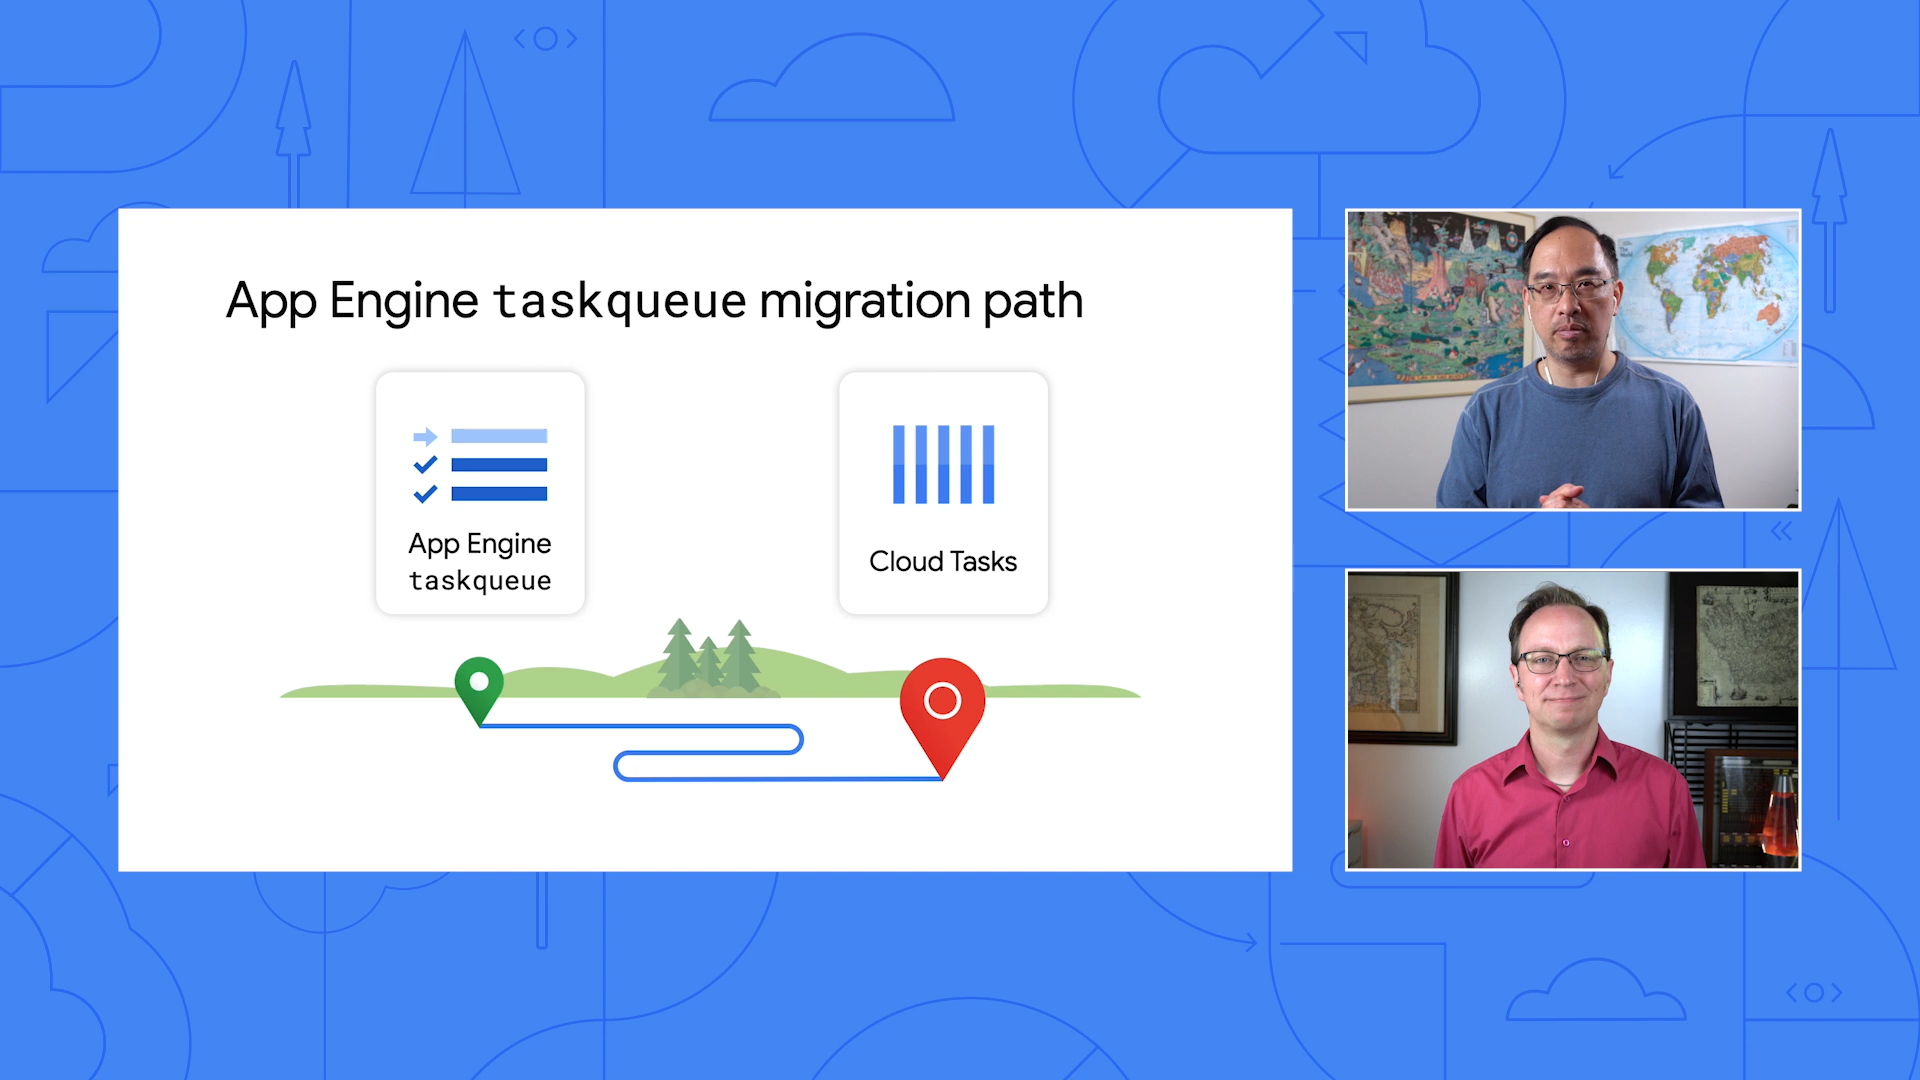 App Engine taskqueue migration path
App Engine
taskqueue
Cloud Tasks